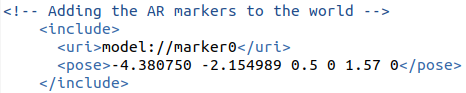 <!-- Adding the AR markers to the world -->
<include>
<uri>model://marker0</uri>
<pose>-4.380750 -2.154989 0.5 0 1.57 0</pose>
</include>